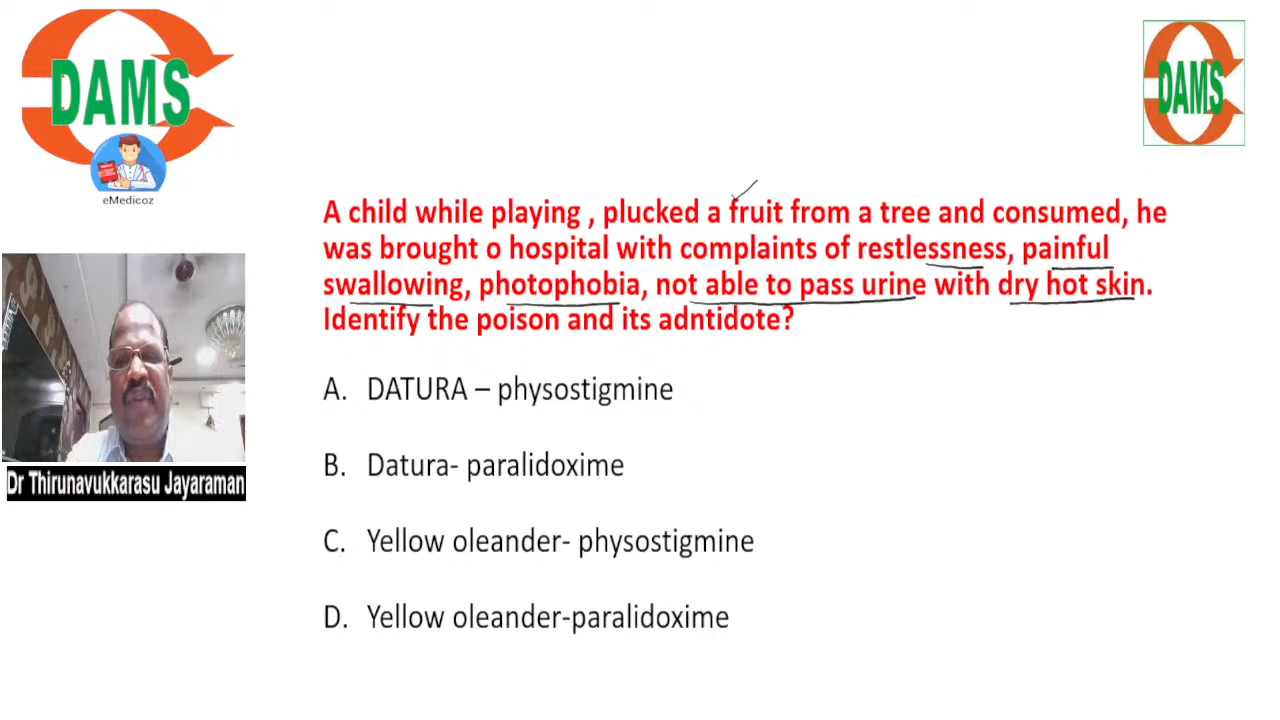 DAMS
eMedicoz
DAMS
A child while playing , plucked a fruit from a tree and consumed, he
was brought o hospital with complaints of restlessness, painful
swallowing, photophobia, not able to pass urine with dry hot skin.
Identify the poison and its adntidote?
A. DATURA – physostigmine
B. Datura- paralidoxime
C. Yellow oleander- physostigmine
D. Yellow oleander-paralidoxime
Dr Thirunavukkarasu Jayaraman